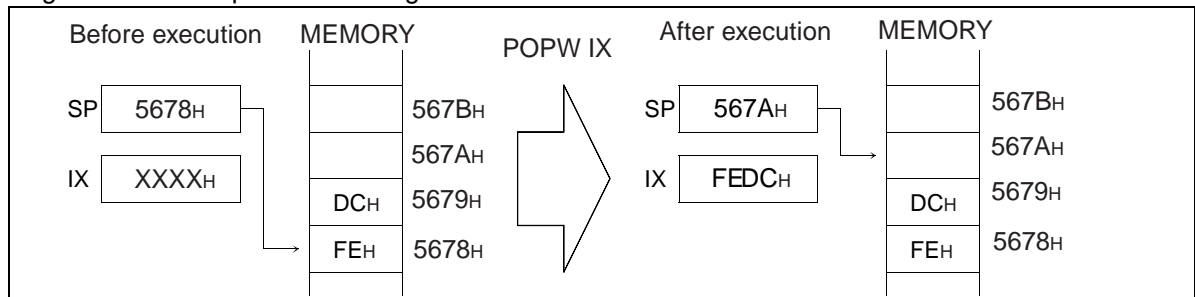 Before execution MEMORY POPW IX After execution MEMORY
SP 5678H 567BH SP 567AH 567BH
567AH 567AH
IX XXXXH IX FEDCH
DCH 5679H DCH 5679H
FEH 5678H FEH 5678H